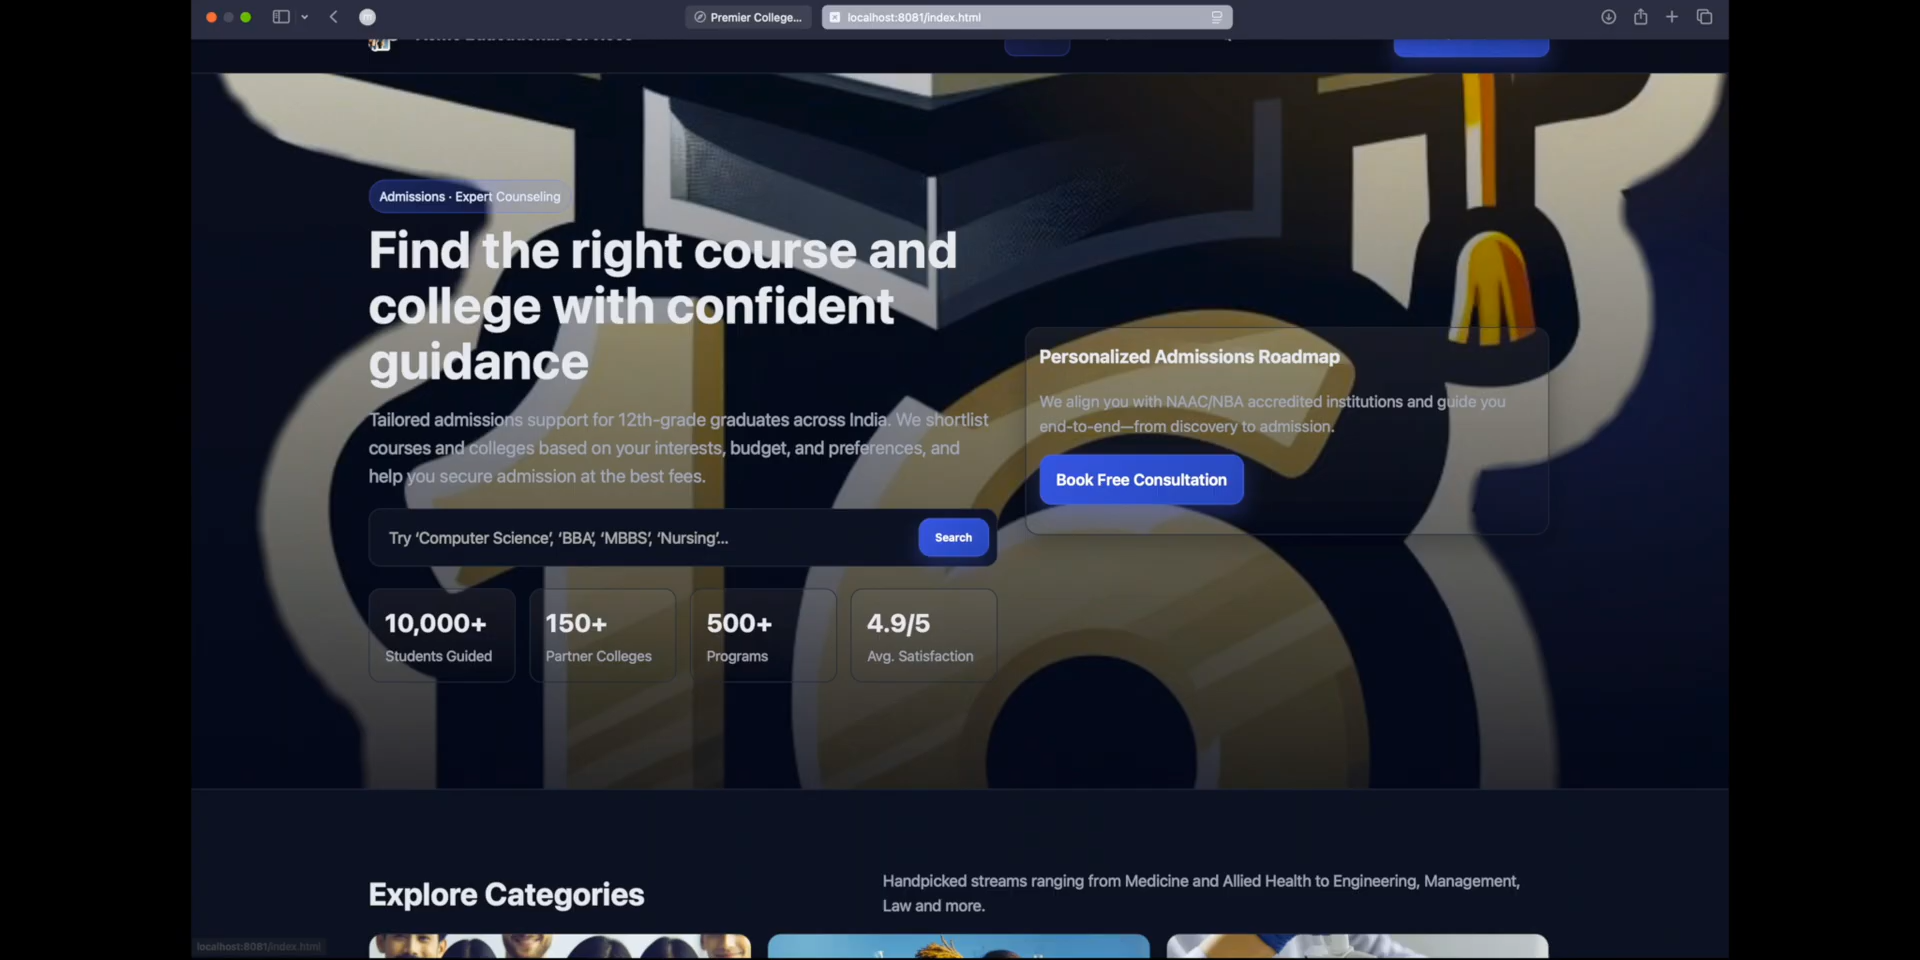 Premier College...
localhost:8081/index.html
Admissions · Expert Counseling
Find the right course and
college with confident
guidance
Tailored admissions support for 12th-grade graduates across India. We shortlist
courses and colleges based on your interests, budget, and preferences, and
help you secure admission at the best fees.
Try ‘Computer Science’, ‘BBA’, ‘MBBS’, ‘Nursing’...
Search
10,000+
Students Guided
150+
Partner Colleges
500+
Programs
4.9/5
Avg. Satisfaction
Personalized Admissions Roadmap
We align you with NAAC/NBA accredited institutions and guide you
end-to-end—from discovery to admission.
Book Free Consultation
Explore Categories
Handpicked streams ranging from Medicine and Allied Health to Engineering, Management,
Law and more.
localhost:8081/index.html